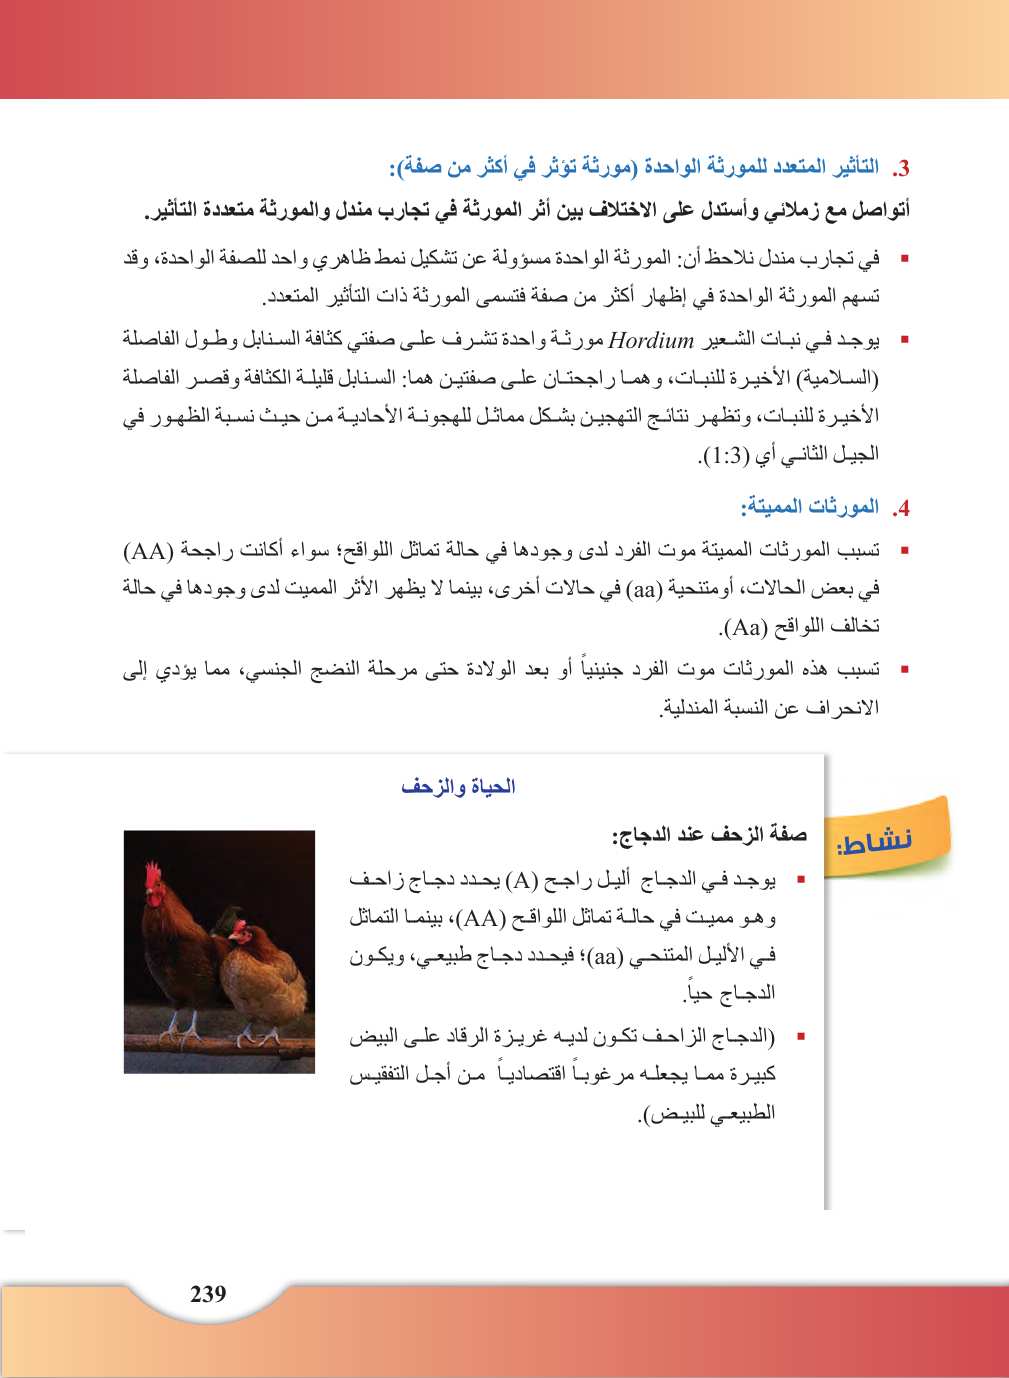 3. التأثير المتعدد للمورثة الواحدة (مورثة تؤثر في أكثر من صفة):
أتواصل مع زملائي وأستدل على الاختلاف بين أثر المورثة في تجارب مندل والمورثة متعددة التأثير.
▪ في تجارب مندل نلاحظ أن: المورثة الواحدة مسؤولة عن تشكيل نمط ظاهري واحد للصفة الواحدة، وقد
تسهم المورثة الواحدة في إظهار أكثر من صفة فتسمى المورثة ذات التأثير المتعدد.
▪ يوجد في نبات الشعير Hordium مورثة واحدة تشرف على صفتي كثافة السنابل وطول الفاصلة
(السلامية) الأخيرة للنبات، وهما راجحتان على صفتين هما: السنابل قليلة الكثافة وقصر الفاصلة
الأخيرة للنبات، وتظهر نتائج التهجين بشكل مماثل للهجونة الأحادية من حيث نسبة الظهور في
الجيل الثاني أي (1:3).
4. المورثات المميتة:
▪ تسبب المورثات المميتة موت الفرد لدى وجودها في حالة تماثل اللواقح؛ سواء أكانت راجحة (AA)
في بعض الحالات، أومتنحية (aa) في حالات أخرى، بينما لا يظهر الأثر المميت لدى وجودها في حالة
تخالف اللواقح (Aa).
▪ تسبب هذه المورثات موت الفرد جنينياً أو بعد الولادة حتى مرحلة النضج الجنسي، مما يؤدي إلى
الانحراف عن النسبة المندلية.
نشاط:
الحياة والزحف
صفة الزحف عند الدجاج:
▪ يوجد في الدجاج أليل راجح (A) يحدد دجاج زاحف
وهو مميت في حالة تماثل اللواقح (AA)، بينما التماثل
في الأليل المتنحي (aa)؛ فيحدد دجاج طبيعي، ويكون
الدجاج حياً.
▪ (الدجاج الزاحف تكون لديه غريزة الرقاد على البيض
كبيرة مما يجعله مرغوباً اقتصادياً من أجل التفقيس
الطبيعي للبيض).
239